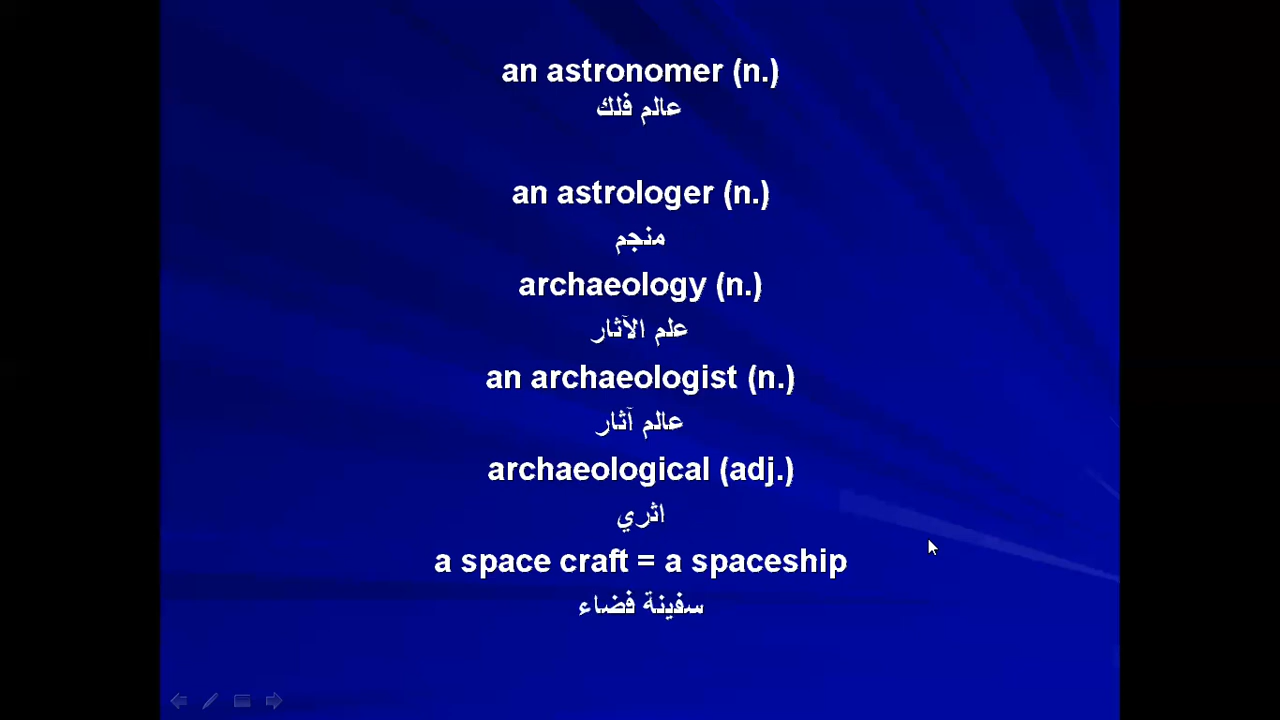 an astronomer (n.)
عالم فلك
an astrologer (n.)
منجم
archaeology (n.)
علم الآثار
an archaeologist (n.)
عالم آثار
archaeological (adj.)
اثري
a space craft = a spaceship
سفينة فضاء